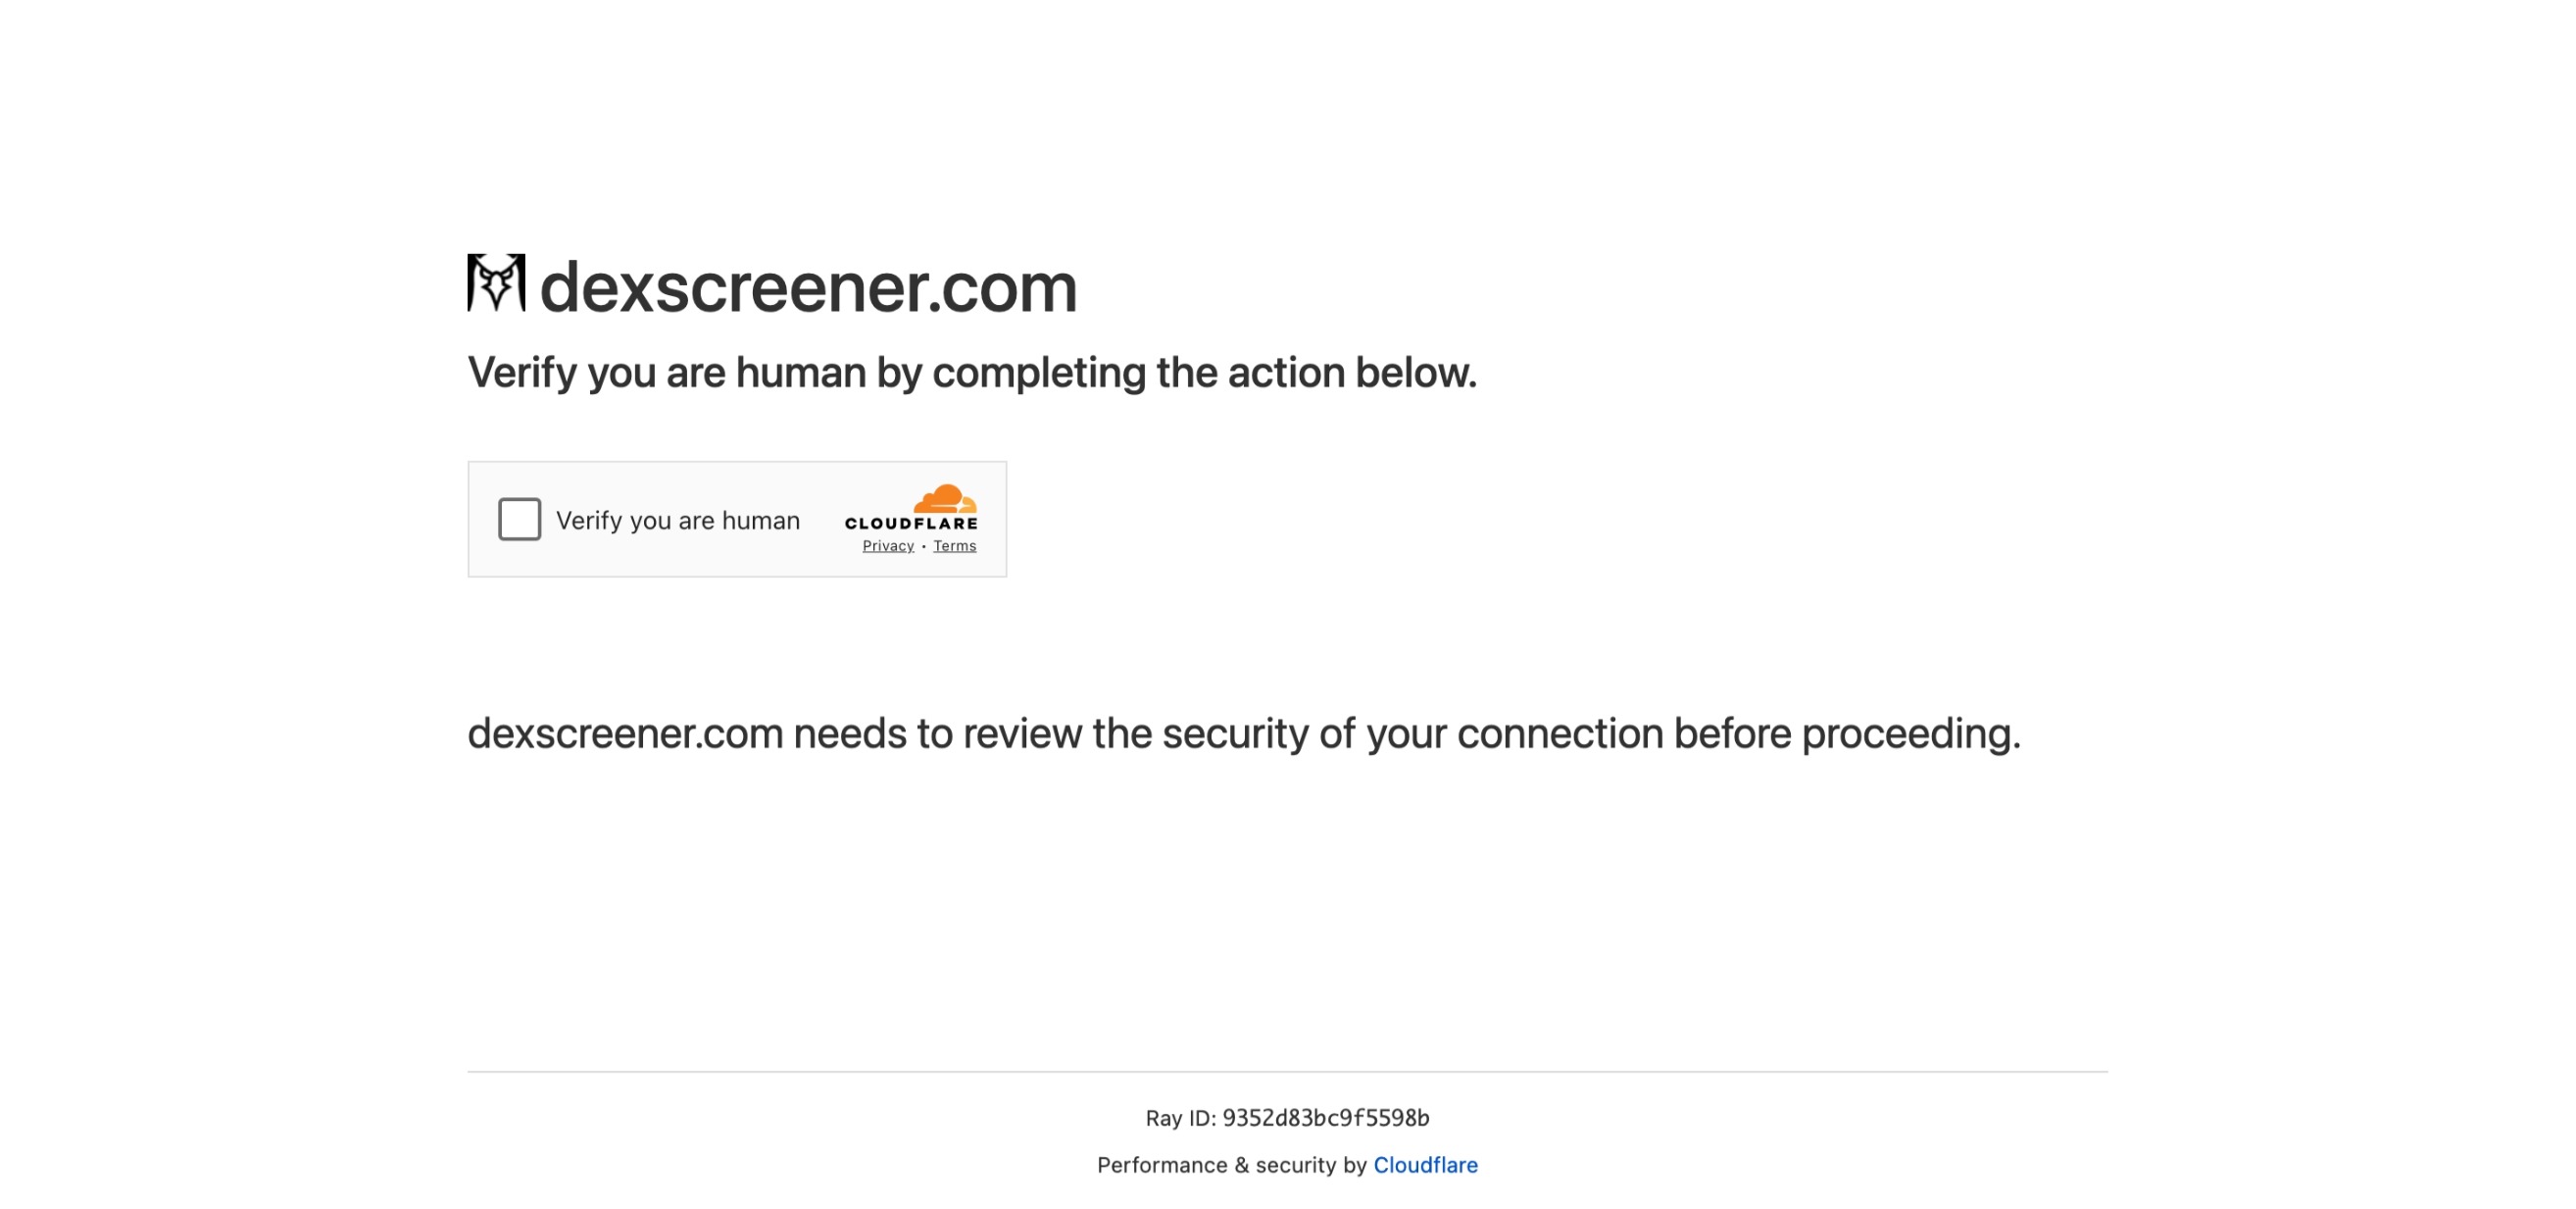 dexscreener.com
Verify you are human by completing the action below.
Verify you are human
CLOUDFLARE
Privacy • Terms
dexscreener.com needs to review the security of your connection before proceeding.
Ray ID: 9352d83bc9f5598b
Performance & security by Cloudflare